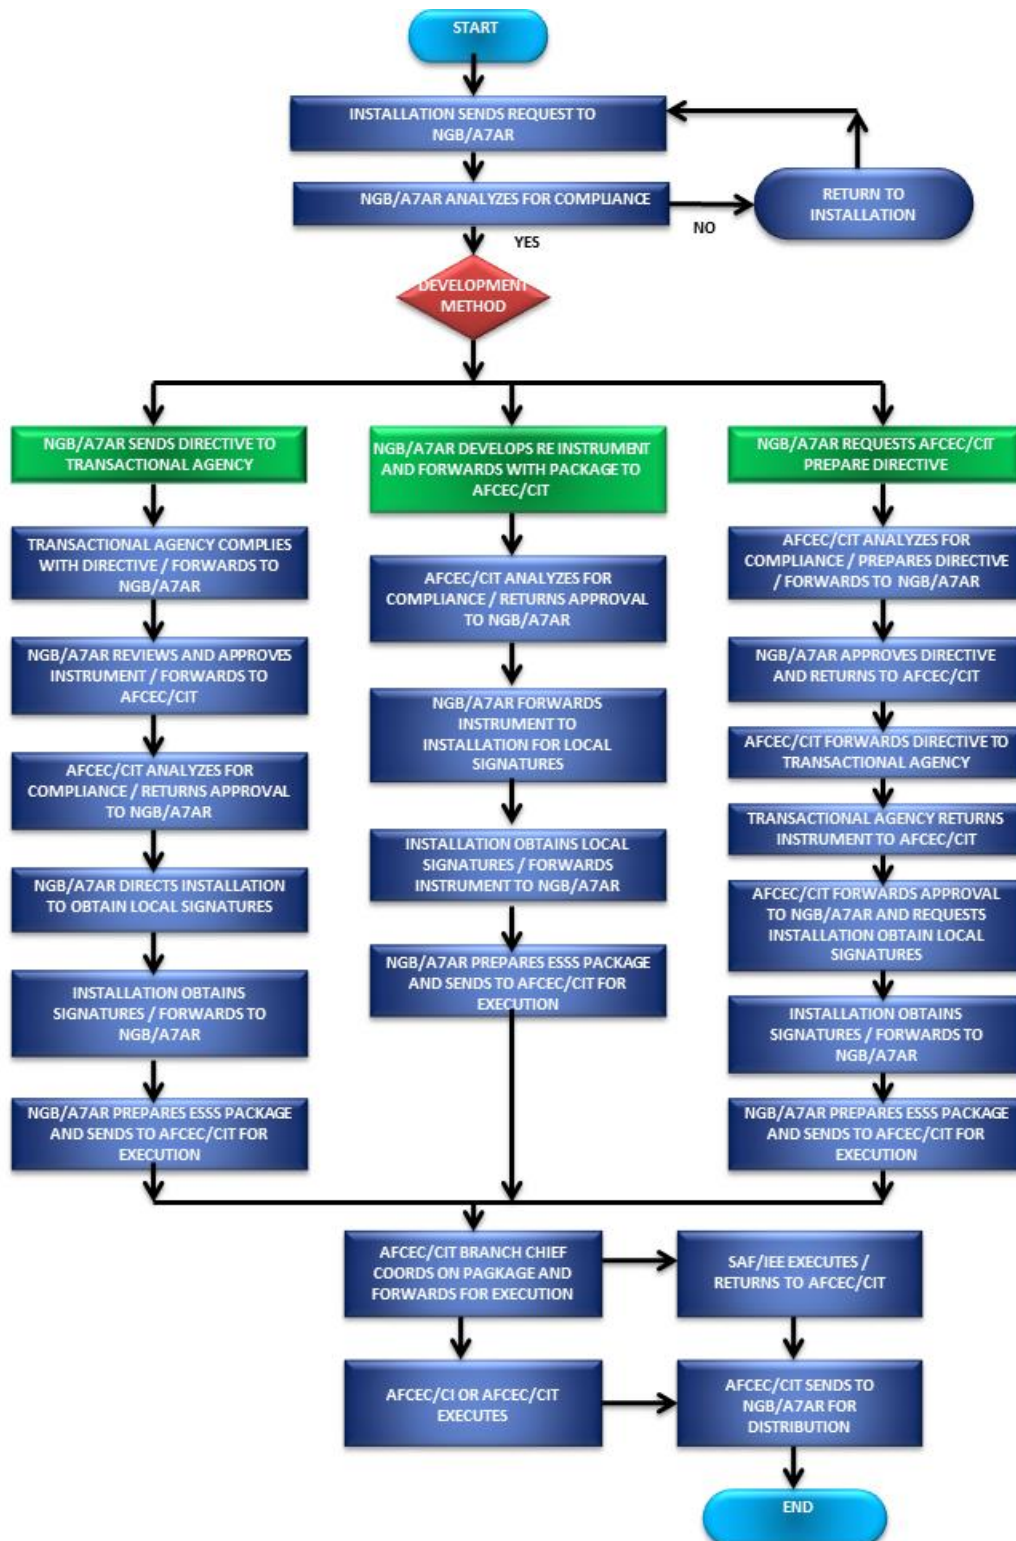 START
INSTALLATION SENDS REQUEST TO
NGB/A7AR
NGB/A7AR ANALYZES FOR COMPLIANCE
RETURN TO
INSTALLATION
NO
YES
DEVELOPMENT
METHOD
NGB/A7AR SENDS DIRECTIVE TO
TRANSACTIONAL AGENCY
TRANSACTIONAL AGENCY COMPLIES
WITH DIRECTIVE / FORWARDS TO
NGB/A7AR
NGB/A7AR REVIEWS AND APPROVES
INSTRUMENT / FORWARDS TO
AFCEC/CIT
AFCEC/CIT ANALYZES FOR
COMPLIANCE / RETURNS APPROVAL
TO NGB/A7AR
NGB/A7AR DIRECTS INSTALLATION
TO OBTAIN LOCAL SIGNATURES
INSTALLATION OBTAINS
SIGNATURES / FORWARDS TO
NGB/A7AR
NGB/A7AR PREPARES ESSS PACKAGE
AND SENDS TO AFCEC/CIT FOR
EXECUTION
NGB/A7AR DEVELOPS RE INSTRUMENT
AND FORWARDS WITH PACKAGE TO
AFCEC/CIT
AFCEC/CIT ANALYZES FOR
COMPLIANCE / RETURNS APPROVAL
TO NGB/A7AR
NGB/A7AR FORWARDS
INSTRUMENT TO
INSTALLATION FOR LOCAL
SIGNATURES
INSTALLATION OBTAINS LOCAL
SIGNATURES / FORWARDS
INSTRUMENT TO NGB/A7AR
NGB/A7AR PREPARES ESSS PACKAGE
AND SENDS TO AFCEC/CIT FOR
EXECUTION
NGB/A7AR REQUESTS AFCEC/CIT
PREPARE DIRECTIVE
AFCEC/CIT ANALYZES FOR
COMPLIANCE / PREPARES DIRECTIVE
/ FORWARDS TO NGB/A7AR
NGB/A7AR APPROVES DIRECTIVE
AND RETURNS TO AFCEC/CIT
AFCEC/CIT FORWARDS DIRECTIVE TO
TRANSACTIONAL AGENCY
TRANSACTIONAL AGENCY RETURNS
INSTRUMENT TO AFCEC/CIT
AFCEC/CIT FORWARDS APPROVAL
TO NGB/A7AR AND REQUESTS
INSTALLATION OBTAIN LOCAL
SIGNATURES
INSTALLATION OBTAINS
SIGNATURES / FORWARDS TO
NGB/A7AR
NGB/A7AR PREPARES ESSS PACKAGE
AND SENDS TO AFCEC/CIT FOR
EXECUTION
AFCEC/CIT BRANCH CHIEF
COORDS ON PAGKAGE AND
FORWARDS FOR EXECUTION
SAF/IEE EXECUTES /
RETURNS TO AFCEC/CIT
AFCEC/CI OR AFCEC/CIT
EXECUTES
AFCEC/CIT SENDS TO
NGB/A7AR FOR
DISTRIBUTION
END